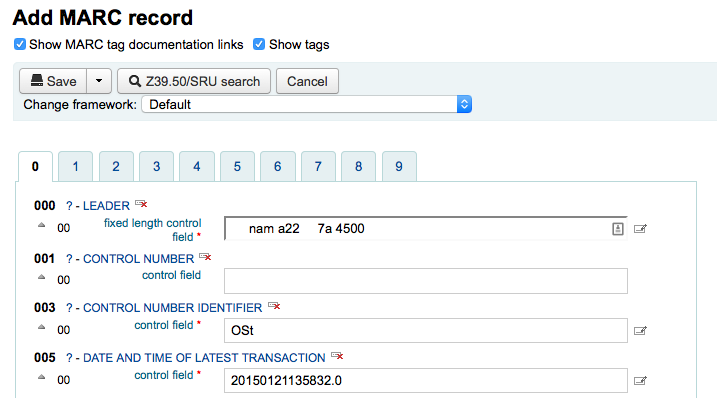 Add MARC record
Show MARC tag documentation links Show tags
Save Z39.50/SRU search Cancel
Change framework: Default
0 1 2 3 4 5 6 7 8 9
000 ? - LEADER
00 fixed length control field * nam a22 7a 4500
001 ? - CONTROL NUMBER
00 control field
003 ? - CONTROL NUMBER IDENTIFIER
00 control field * OSt
005 ? - DATE AND TIME OF LATEST TRANSACTION
00 control field * 20150121135832.0